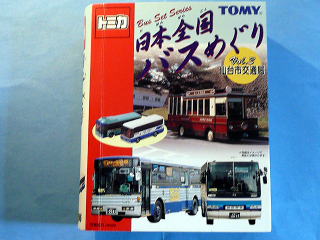 トミカ
Bus Set Series
TOMY
日本全国
バスめぐり
Vol.3
仙台市交通局